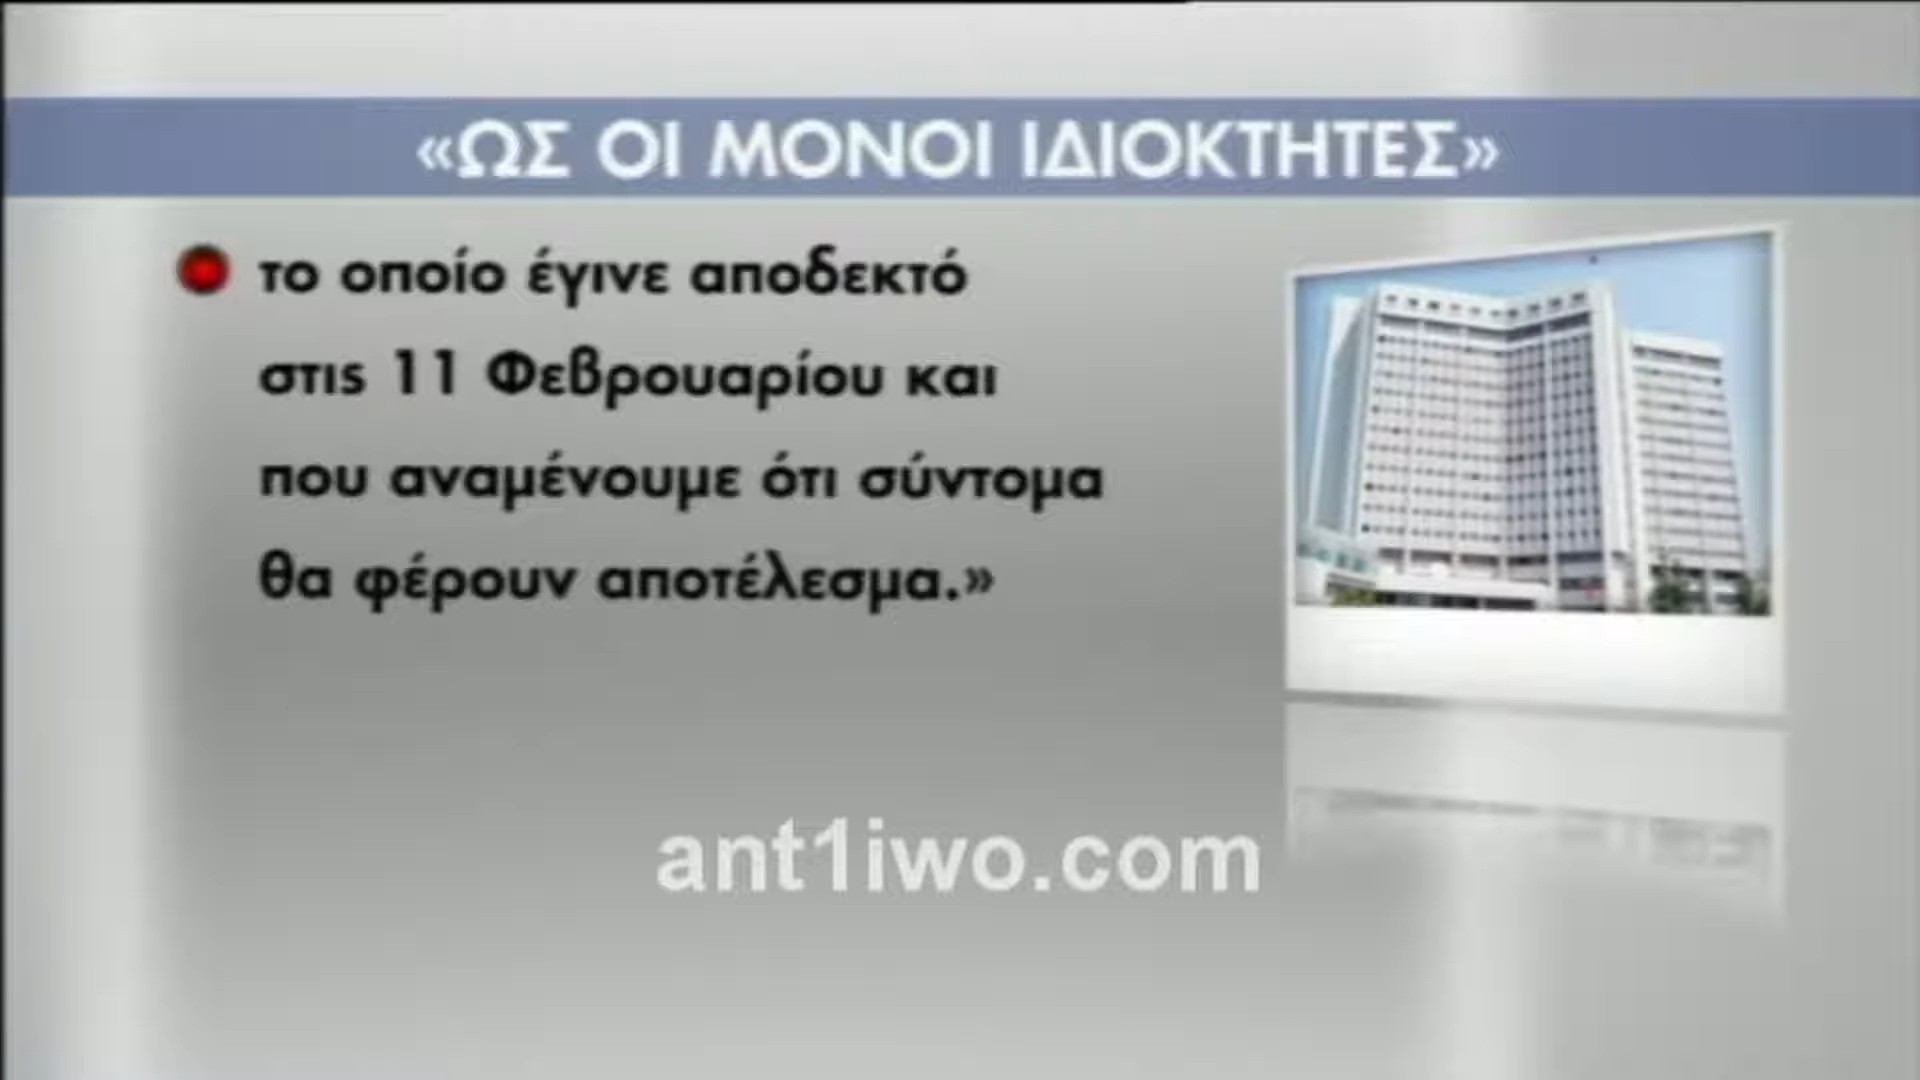 «ΩΣ ΟΙ ΜΟΝΟΙ ΙΔΙΟΚΤΗΤΕΣ»
το οποίο έγινε αποδεκτό
στις 11 Φεβρουαρίου και
που αναμένουμε ότι σύντομα
θα φέρουν αποτέλεσμα.»
ant1iwo.com